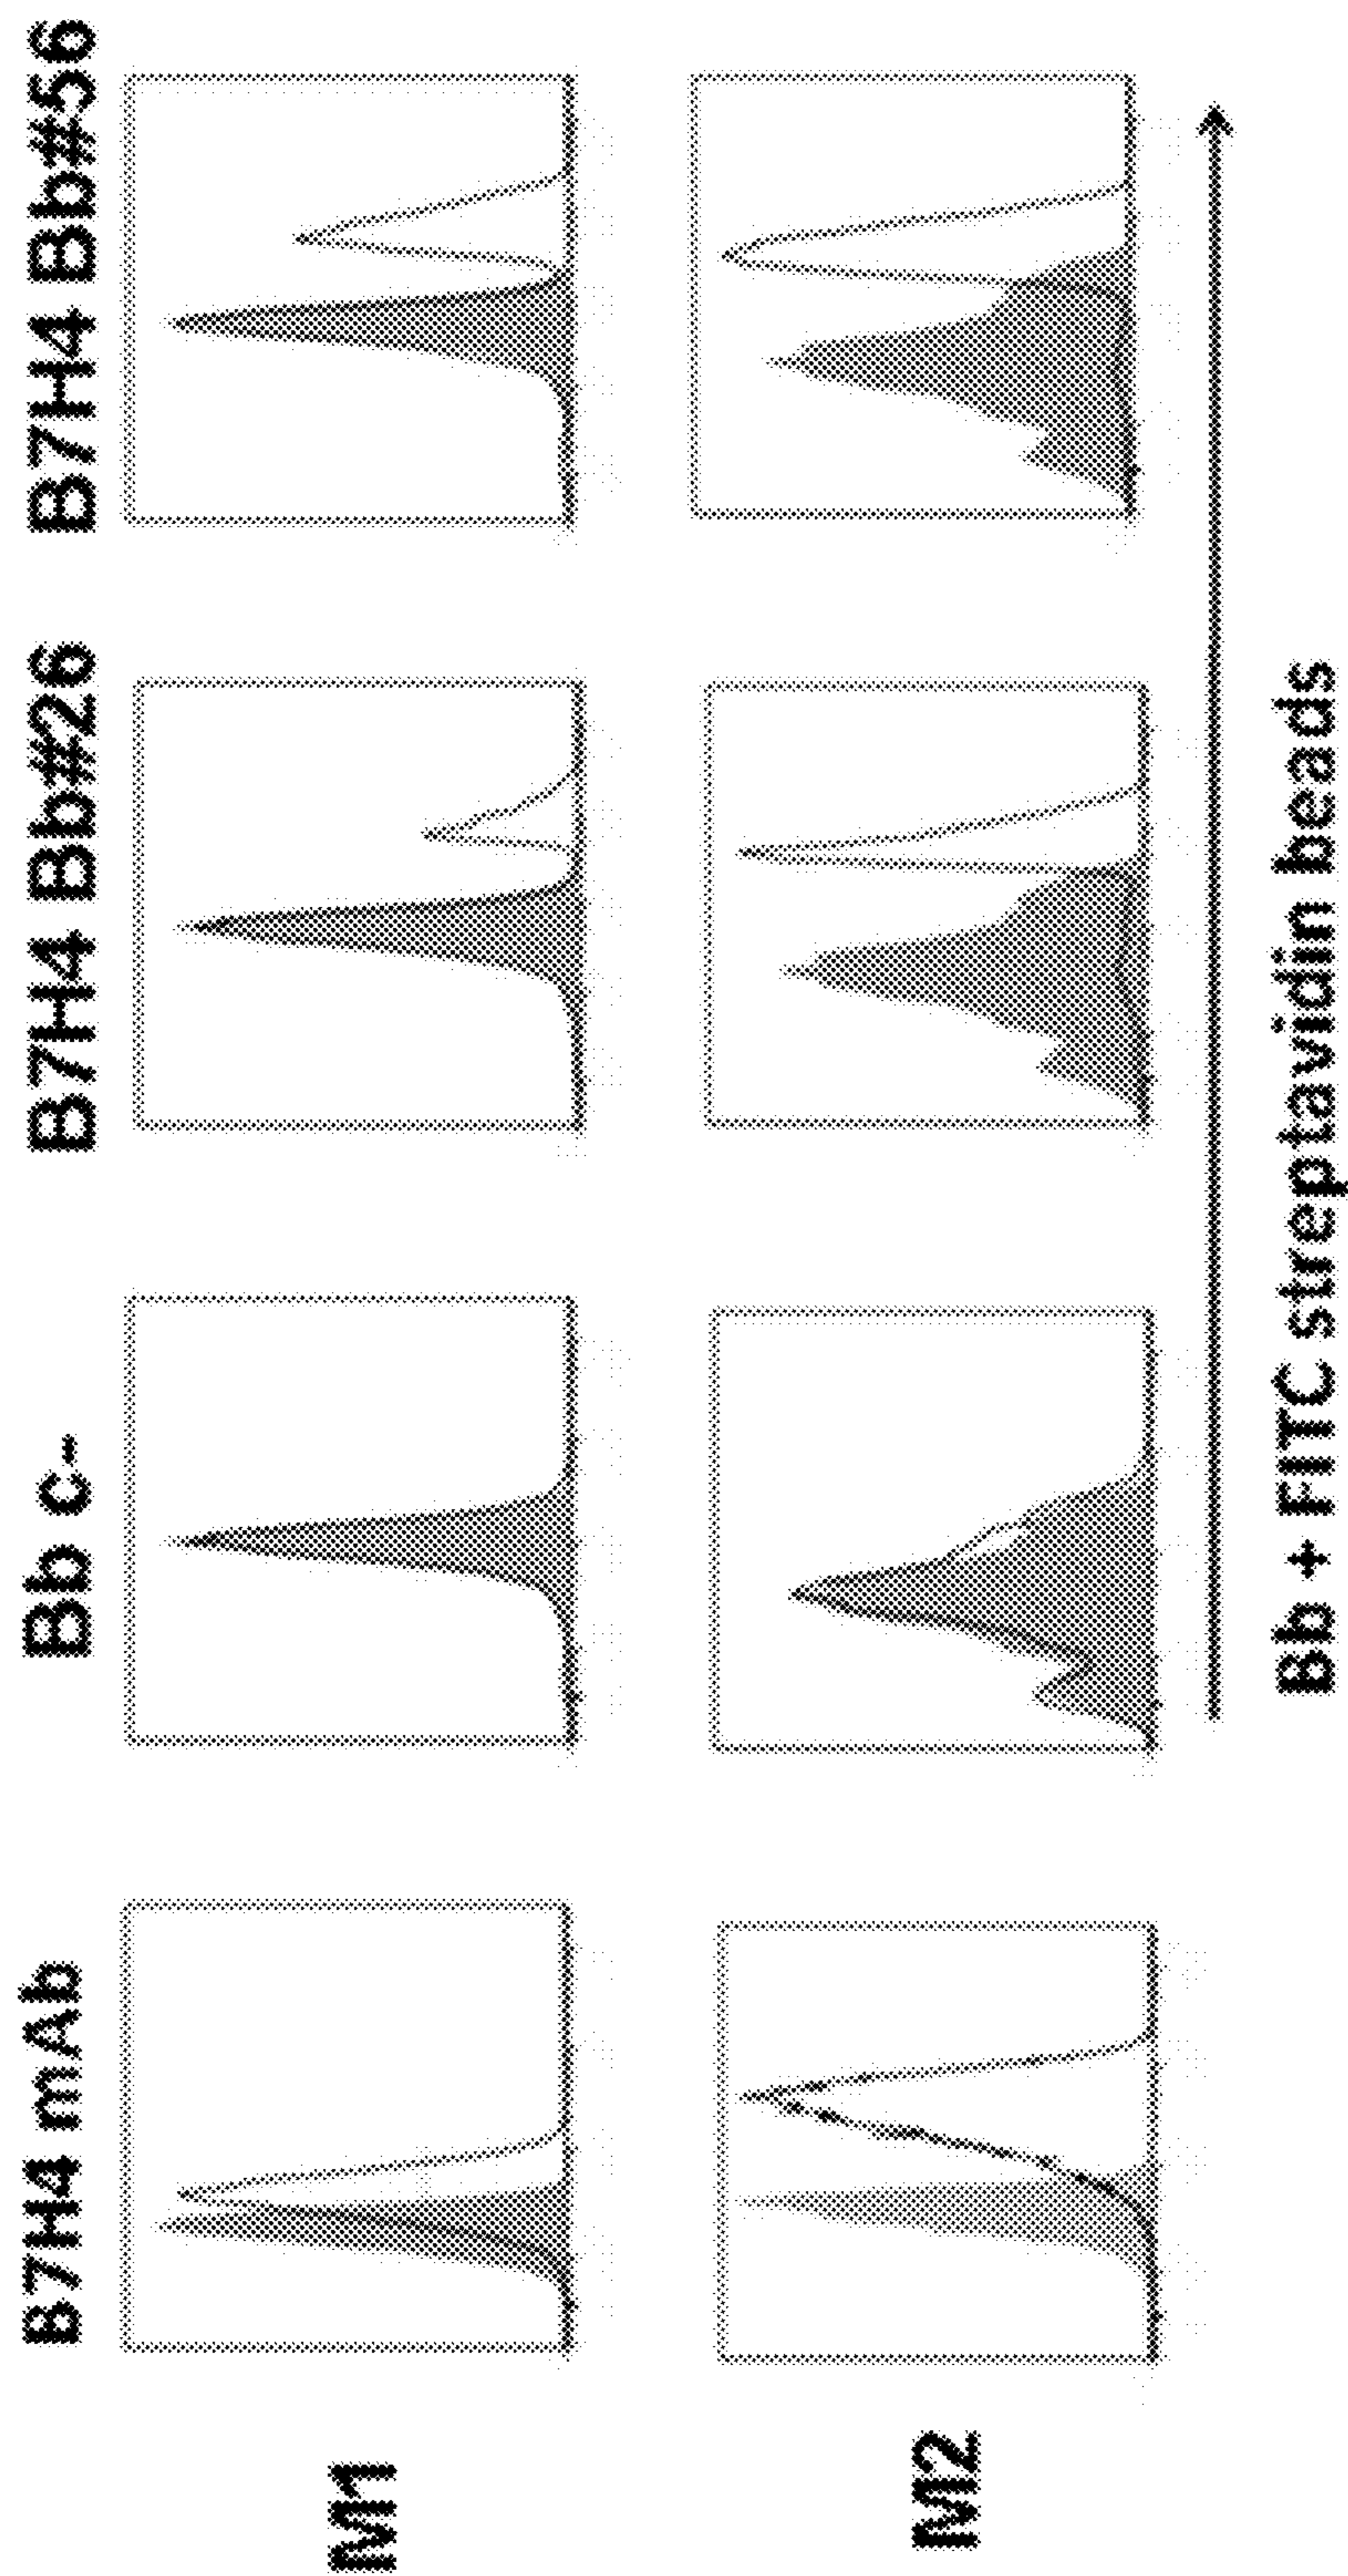 B7H4 mAb
Bb c-
B7H4 Bb#26
B7H4 Bb#56
M1
M2
Bb + FITC streptavidin beads